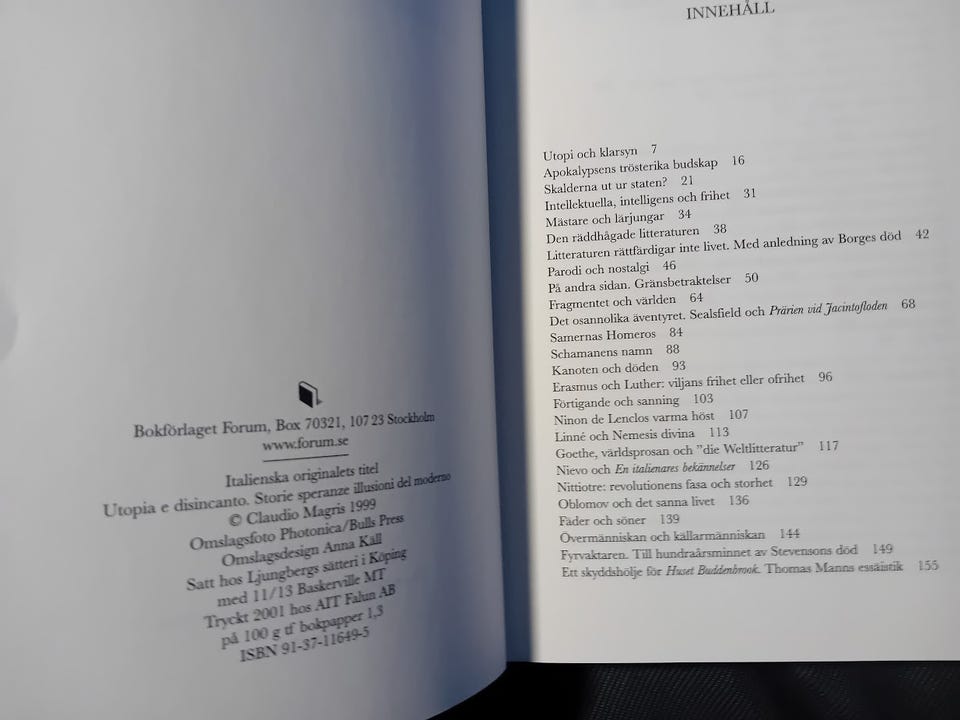 Bokförlaget Forum, Box 70321, 107 23 Stockholm
www.forum.se
Italienska originalets titel
Utopia e disincanto. Storie speranze illusioni del moderno
© Claudio Magris 1999
Omslagsfoto Photonica/Bulls Press
Omslagsdesign Anna Käll
Satt hos Ljungbergs sätteri i Köping
med 11/13 Baskerville MT
Tryckt 2001 hos AIT Falun AB
på 100 g tf bokpapper 1,3
ISBN 91-37-11649-5
INNEHÅLL
Utopi och klarsyn 7
Apokalypsens trösterika budskap 16
Skalderna ut ur staten? 21
Intellektuella, intelligens och frihet 31
Mästare och lärjungar 34
Den räddhågade litteraturen 38
Litteraturen rättfärdigar inte livet. Med anledning av Borges död 42
Parodi och nostalgi 46
På andra sidan. Gränsbetraktelser 50
Fragmentet och världen 64
Det osannolika äventyret. Sealsfield och Prärien vid Jacintofloden 68
Samernas Homeros 84
Schamanens namn 88
Kanoten och döden 93
Erasmus och Luther: viljans frihet eller ofrihet 96
Förtigande och sanning 103
Ninon de Lenclos varma höst 107
Linné och Nemesis divina 113
Goethe, världsprosan och "die Weltlitteratur" 117
Nievo och En italienares bekännelser 126
Nittiotre: revolutionens fasa och storhet 129
Oblomov och det sanna livet 136
Fäder och söner 139
Övermänniskan och källarmänniskan 144
Fyrvaktaren. Till hundraårsminnet av Stevensons död 149
Ett skyddshölje för Huset Buddenbrook. Thomas Manns essäistik 155